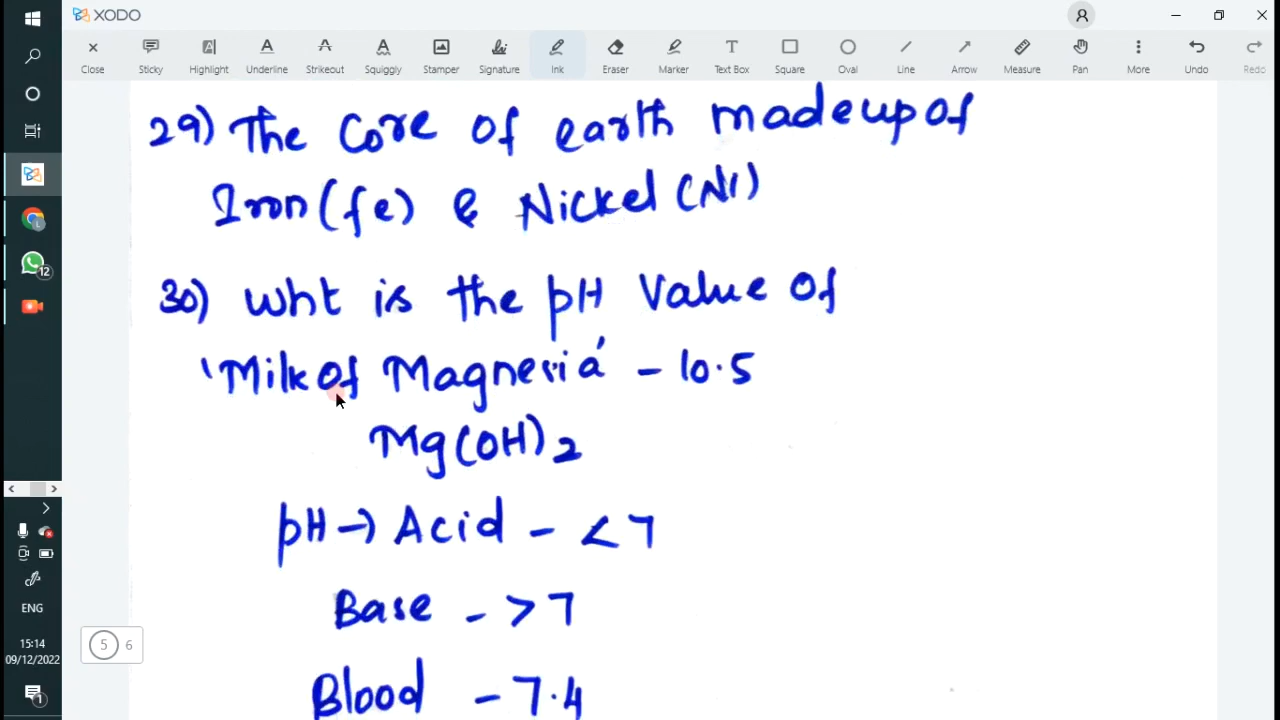 XODO
Close Sticky Highlight Underline Strikeout Squiggly Stamper Signature Ink Eraser Marker Text Box Square Oval Line Arrow Measure Pan More Undo Redo
29) The Core of earth madeup of
Iron (fe) & Nickel (Ni)
30) Wht is the pH Value of
'Milk of Magnesia' - 10.5
Mg(OH)2
pH → Acid - < 7
Base - > 7
Blood - 7.4
5 6
12
ENG
15:14
09/12/2022
1